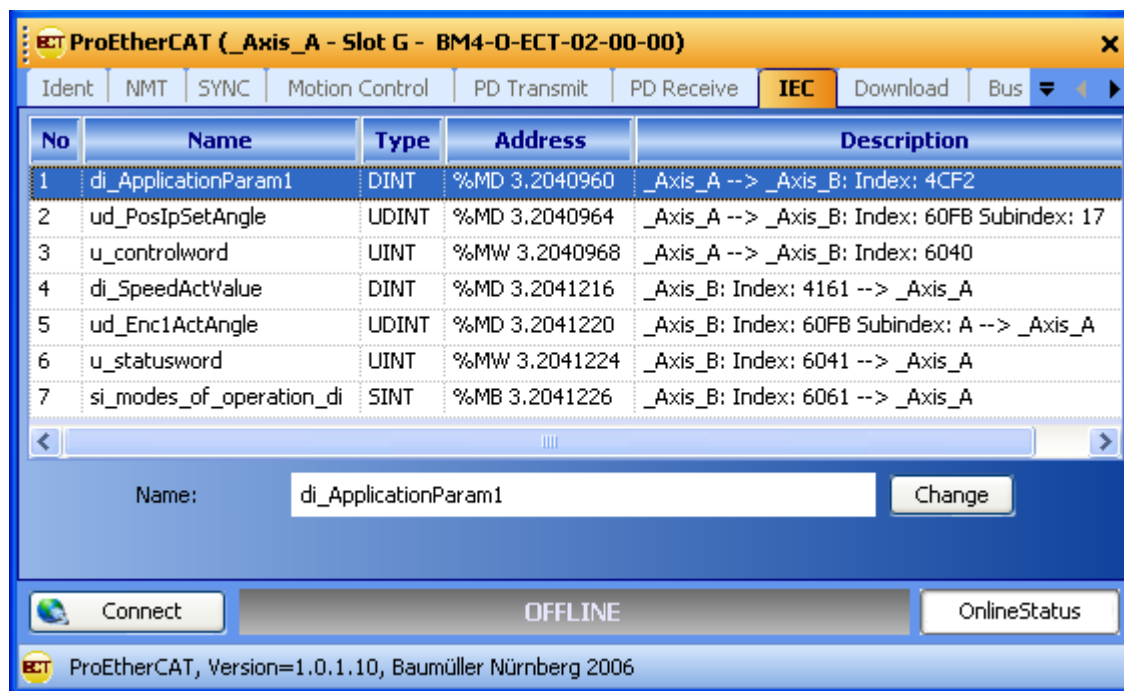 ECT ProEtherCAT (_Axis_A - Slot G - BM4-O-ECT-02-00-00)
Ident NMT SYNC Motion Control PD Transmit PD Receive IEC Download Bus
No Name Type Address Description
1 di_ApplicationParam1 DINT %MD 3.2040960 _Axis_A --> _Axis_B: Index: 4CF2
2 ud_PosIpSetAngle UDINT %MD 3.2040964 _Axis_A --> _Axis_B: Index: 60FB Subindex: 17
3 u_controlword UINT %MW 3.2040968 _Axis_A --> _Axis_B: Index: 6040
4 di_SpeedActValue DINT %MD 3.2041216 _Axis_B: Index: 4161 --> _Axis_A
5 ud_Enc1ActAngle UDINT %MD 3.2041220 _Axis_B: Index: 60FB Subindex: A --> _Axis_A
6 u_statusword UINT %MW 3.2041224 _Axis_B: Index: 6041 --> _Axis_A
7 si_modes_of_operation_di SINT %MB 3.2041226 _Axis_B: Index: 6061 --> _Axis_A
Name: di_ApplicationParam1 Change
Connect OFFLINE OnlineStatus
ECT ProEtherCAT, Version=1.0.1.10, Baumüller Nürnberg 2006